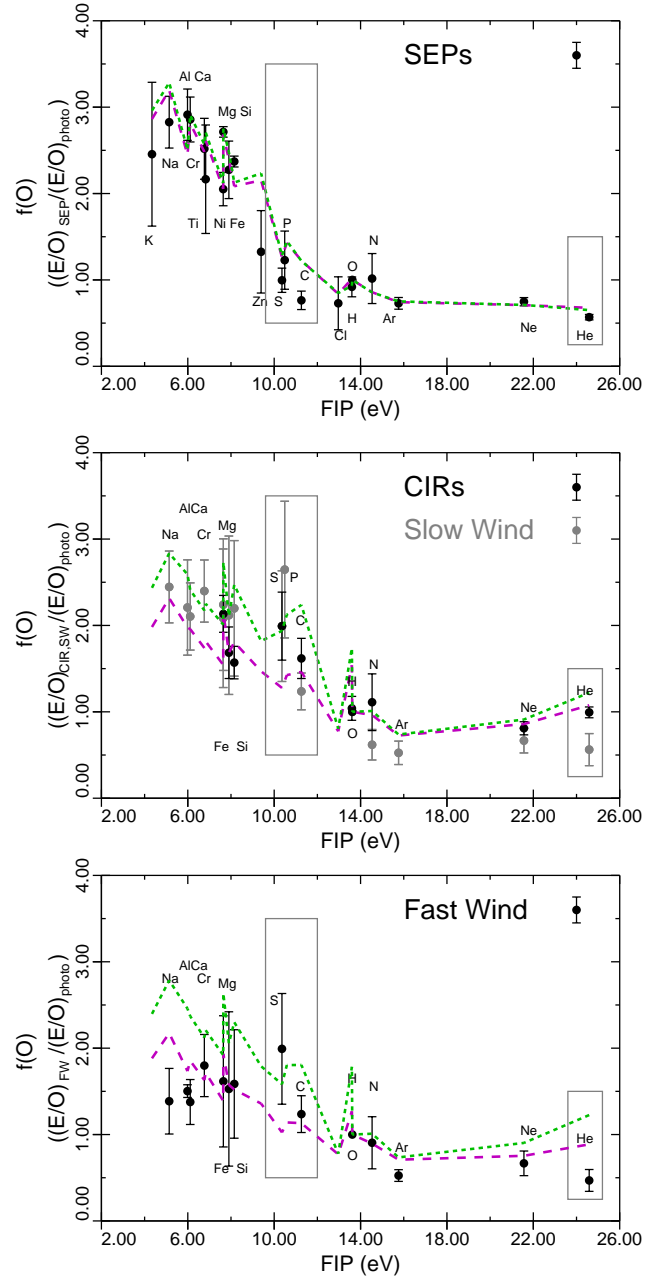 4.00
SEPs
Al Ca
3.00
Mg Si
Na Cr
f(O)
((E/O) SEP/(E/O)photo)
2.00
K Ti Ni Fe
P N
C O
1.00
Zn S Cl H Ar
Ne He
0.00
2.00 6.00 10.00 14.00 18.00 22.00 26.00
FIP (eV)
4.00
CIRs
Slow Wind
3.00
AlCa
Na Cr Mg
f(O)
((E/O)CIR,SW /(E/O)photo)
2.00
S P
C N
H
1.00
Ar Ne He
O
Fe Si
0.00
2.00 6.00 10.00 14.00 18.00 22.00 26.00
FIP (eV)
4.00
Fast Wind
3.00
AlCa
Na Cr Mg
f(O)
((E/O) FW /(E/O)photo)
2.00
S
C H N
1.00
O Ar Ne He
Fe Si
0.00
2.00 6.00 10.00 14.00 18.00 22.00 26.00
FIP (eV)